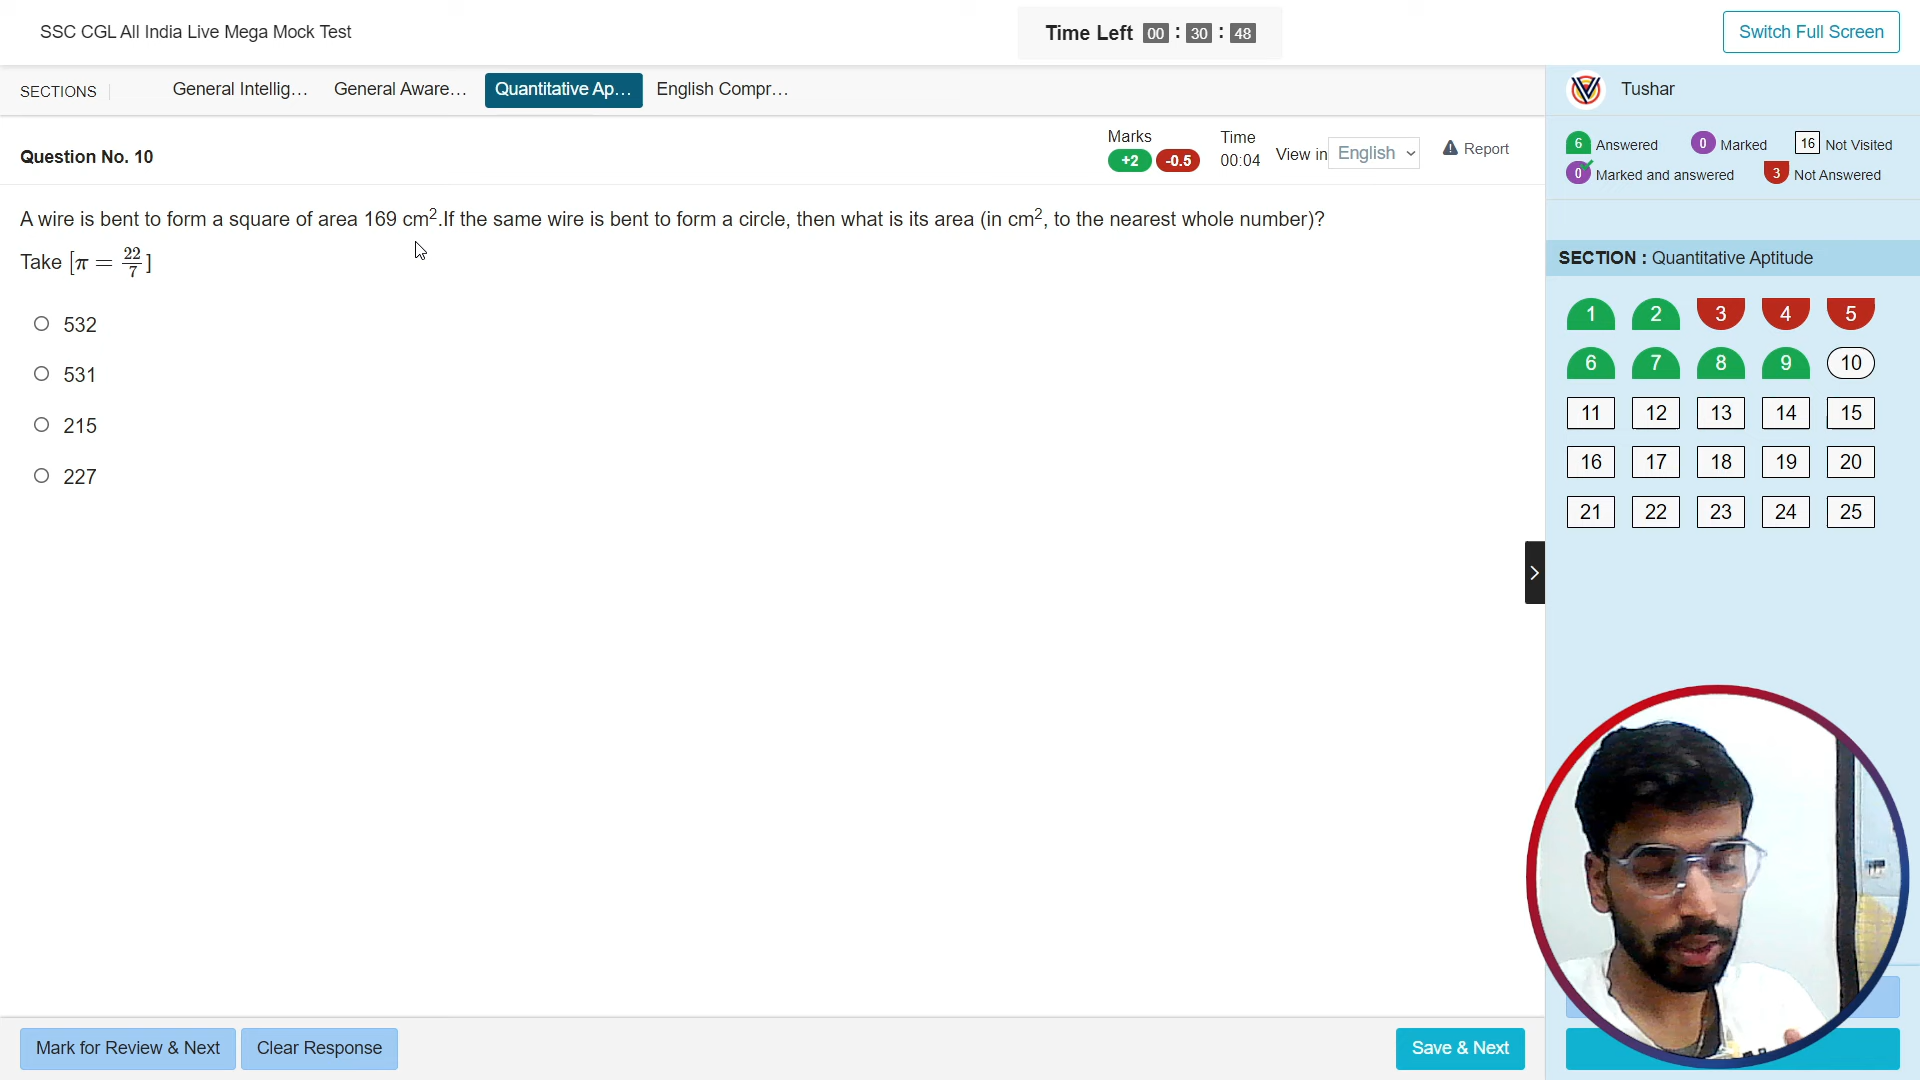 SSC CGL All India Live Mega Mock Test
Time Left 00 : 30 : 48
Switch Full Screen
SECTIONS
General Intellig...
General Aware...
Quantitative Ap...
English Compr...
Tushar
Question No. 10
Marks
+2 -0.5
Time
00:04
View in English
Report
6 Answered
0 Marked
16 Not Visited
0 Marked and answered
3 Not Answered
A wire is bent to form a square of area 169 cm².If the same wire is bent to form a circle, then what is its area (in cm², to the nearest whole number)?
Take [π = 22/7]
532
531
215
227
SECTION : Quantitative Aptitude
1 2 3 4 5
6 7 8 9 10
11 12 13 14 15
16 17 18 19 20
21 22 23 24 25
Mark for Review & Next
Clear Response
Save & Next